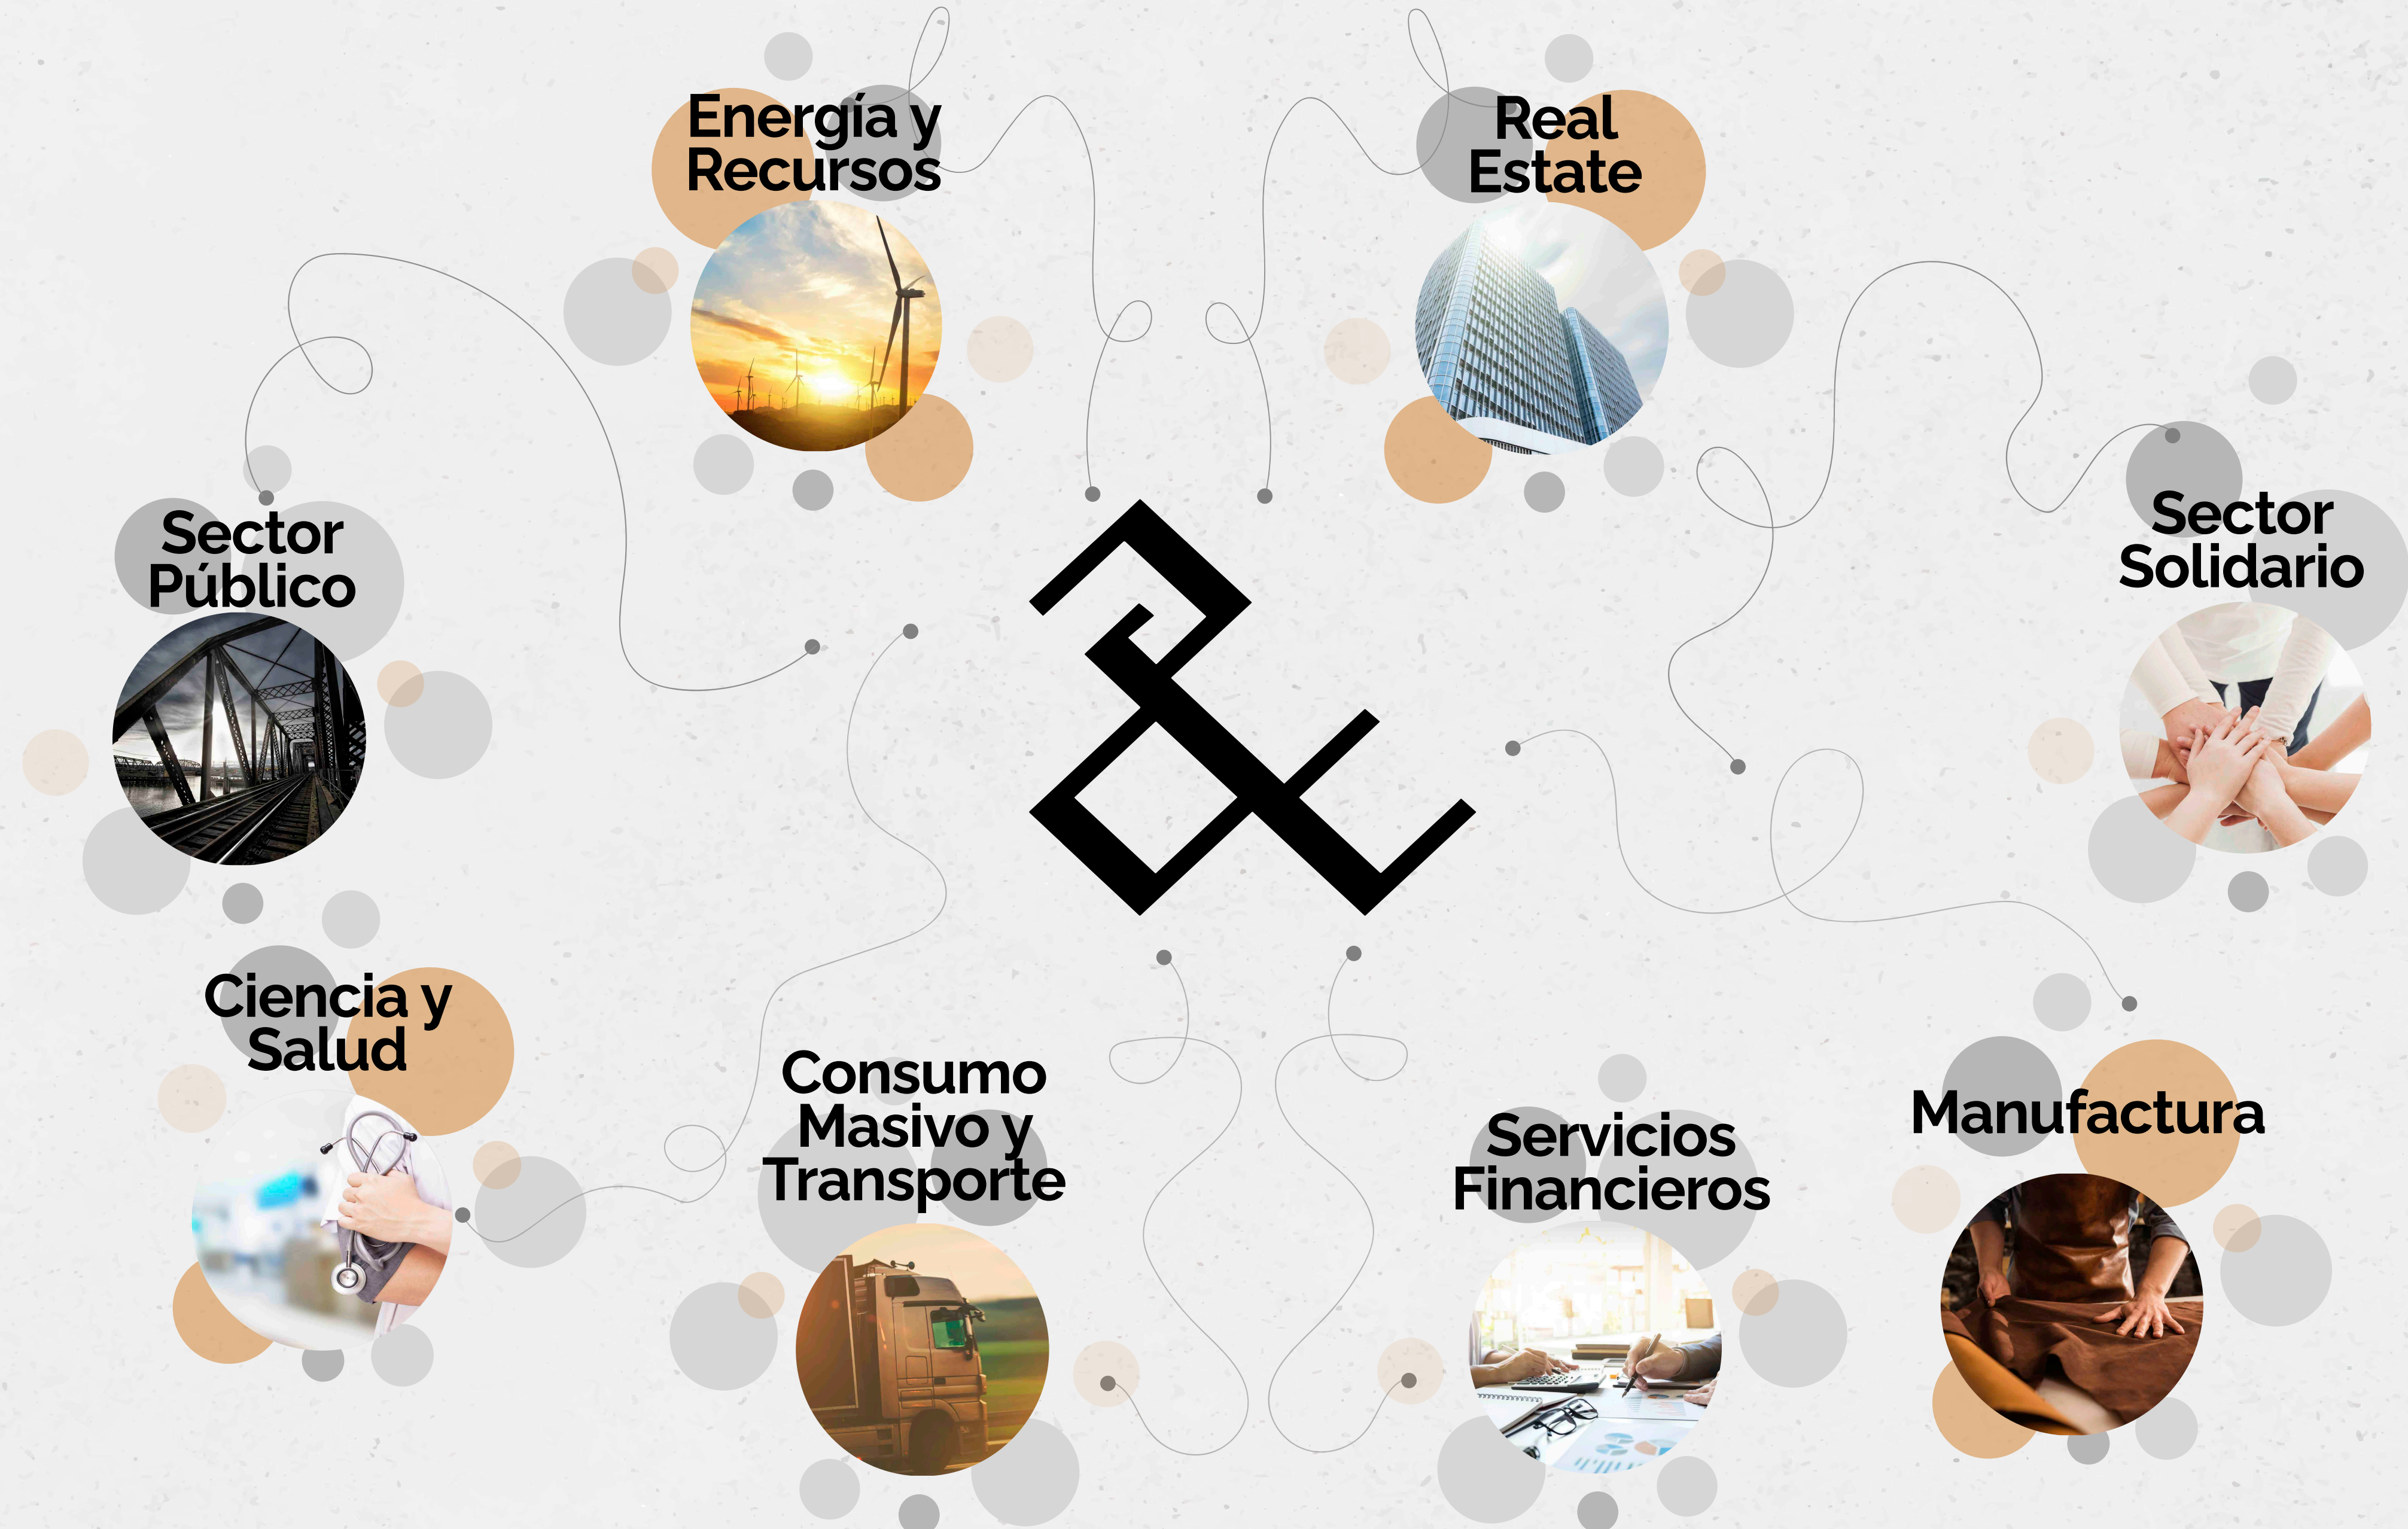 Energía y
Recursos
Real
Estate
Sector
Público
Sector
Solidario
Ciencia y
Salud
Consumo
Masivo y
Transporte
Servicios
Financieros
Manufactura